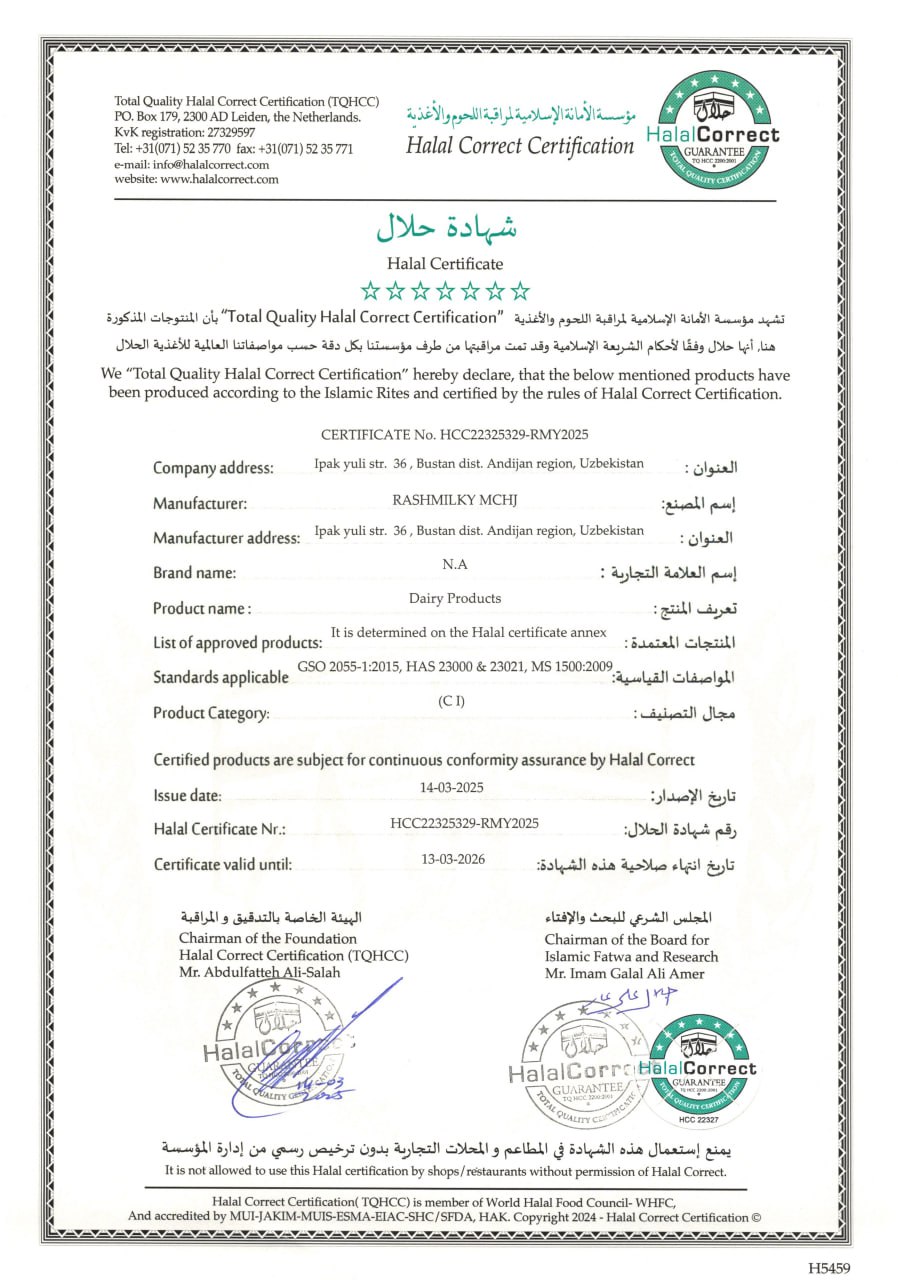 Total Quality Halal Correct Certification (TQHCC)
PO. Box 179, 2300 AD Leiden, the Netherlands.
KvK registration: 27329597
Tel: +31(071) 52 35 770 fax: +31(071) 52 35 771
e-mail: info@halalcorrect.com
website: www.halalcorrect.com
مؤسسة الأمانة الإسلامية لمراقبة اللحوم والأغذية
Halal Correct Certification
حلال
HalalCorrect
GUARANTEE
TQ HCC 2200:2001
TOTAL QUALITY CERTIFICATION
شهادة حلال
Halal Certificate
تشهد مؤسسة الأمانة الإسلامية لمراقبة اللحوم والأغذية "Total Quality Halal Correct Certification" بأن المنتوجات المذكورة
هنا، أنها حلال وفقًا لأحكام الشريعة الإسلامية وقد تمت مراقبتها من طرف مؤسستنا بكل دقة حسب مواصفاتنا العالمية للأغذية الحلال
We “Total Quality Halal Correct Certification” hereby declare, that the below mentioned products have
been produced according to the Islamic Rites and certified by the rules of Halal Correct Certification.
CERTIFICATE No. HCC22325329-RMY2025
Company address: Ipak yuli str. 36 , Bustan dist. Andijan region, Uzbekistan العنوان :
Manufacturer: RASHMILKY MCHJ إسم المصنع:
Manufacturer address: Ipak yuli str. 36 , Bustan dist. Andijan region, Uzbekistan العنوان :
Brand name: N.A إسم العلامة التجارية :
Product name : Dairy Products تعريف المنتج:
List of approved products: It is determined on the Halal certificate annex المنتجات المعتمدة :
Standards applicable GSO 2055-1:2015, HAS 23000 & 23021, MS 1500:2009 المواصفات القياسية:
Product Category: (C I) مجال التصنيف :
Certified products are subject for continuous conformity assurance by Halal Correct
Issue date: 14-03-2025 تاريخ الإصدار:
Halal Certificate Nr.: HCC22325329-RMY2025 رقم شهادة الحلال:
Certificate valid until: 13-03-2026 تاريخ انتهاء صلاحية هذه الشهادة:
الهيئة الخاصة بالتدقيق و المراقبة
Chairman of the Foundation
Halal Correct Certification (TQHCC)
Mr. Abdulfatteh Ali-Salah
المجلس الشرعي للبحث والإفتاء
Chairman of the Board for
Islamic Fatwa and Research
Mr. Imam Galal Ali Amer
حلال
HalalCorrect
GUARANTEE
14-03
2025
حلال
HalalCorrect
GUARANTEE
TQ HCC 2200:2001
TOTAL QUALITY CERTIFICATION
حلال
HalalCorrect
GUARANTEE
TQ HCC 2200:2001
TOTAL QUALITY CERTIFICATION
HCC 22327
يمنع إستعمال هذه الشهادة في المطاعم و المحلات التجارية بدون ترخيص رسمي من إدارة المؤسسة
It is not allowed to use this Halal certification by shops/restaurants without permission of Halal Correct.
Halal Correct Certification( TQHCC) is member of World Halal Food Council- WHFC,
And accredited by MUI-JAKIM-MUIS-ESMA-EIAC-SHC/SFDA, HAK. Copyright 2024 - Halal Correct Certification ©
H5459